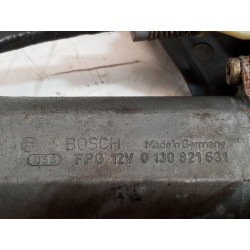 BOSCH Made in Germany
FPG 12V 0 130 821 631